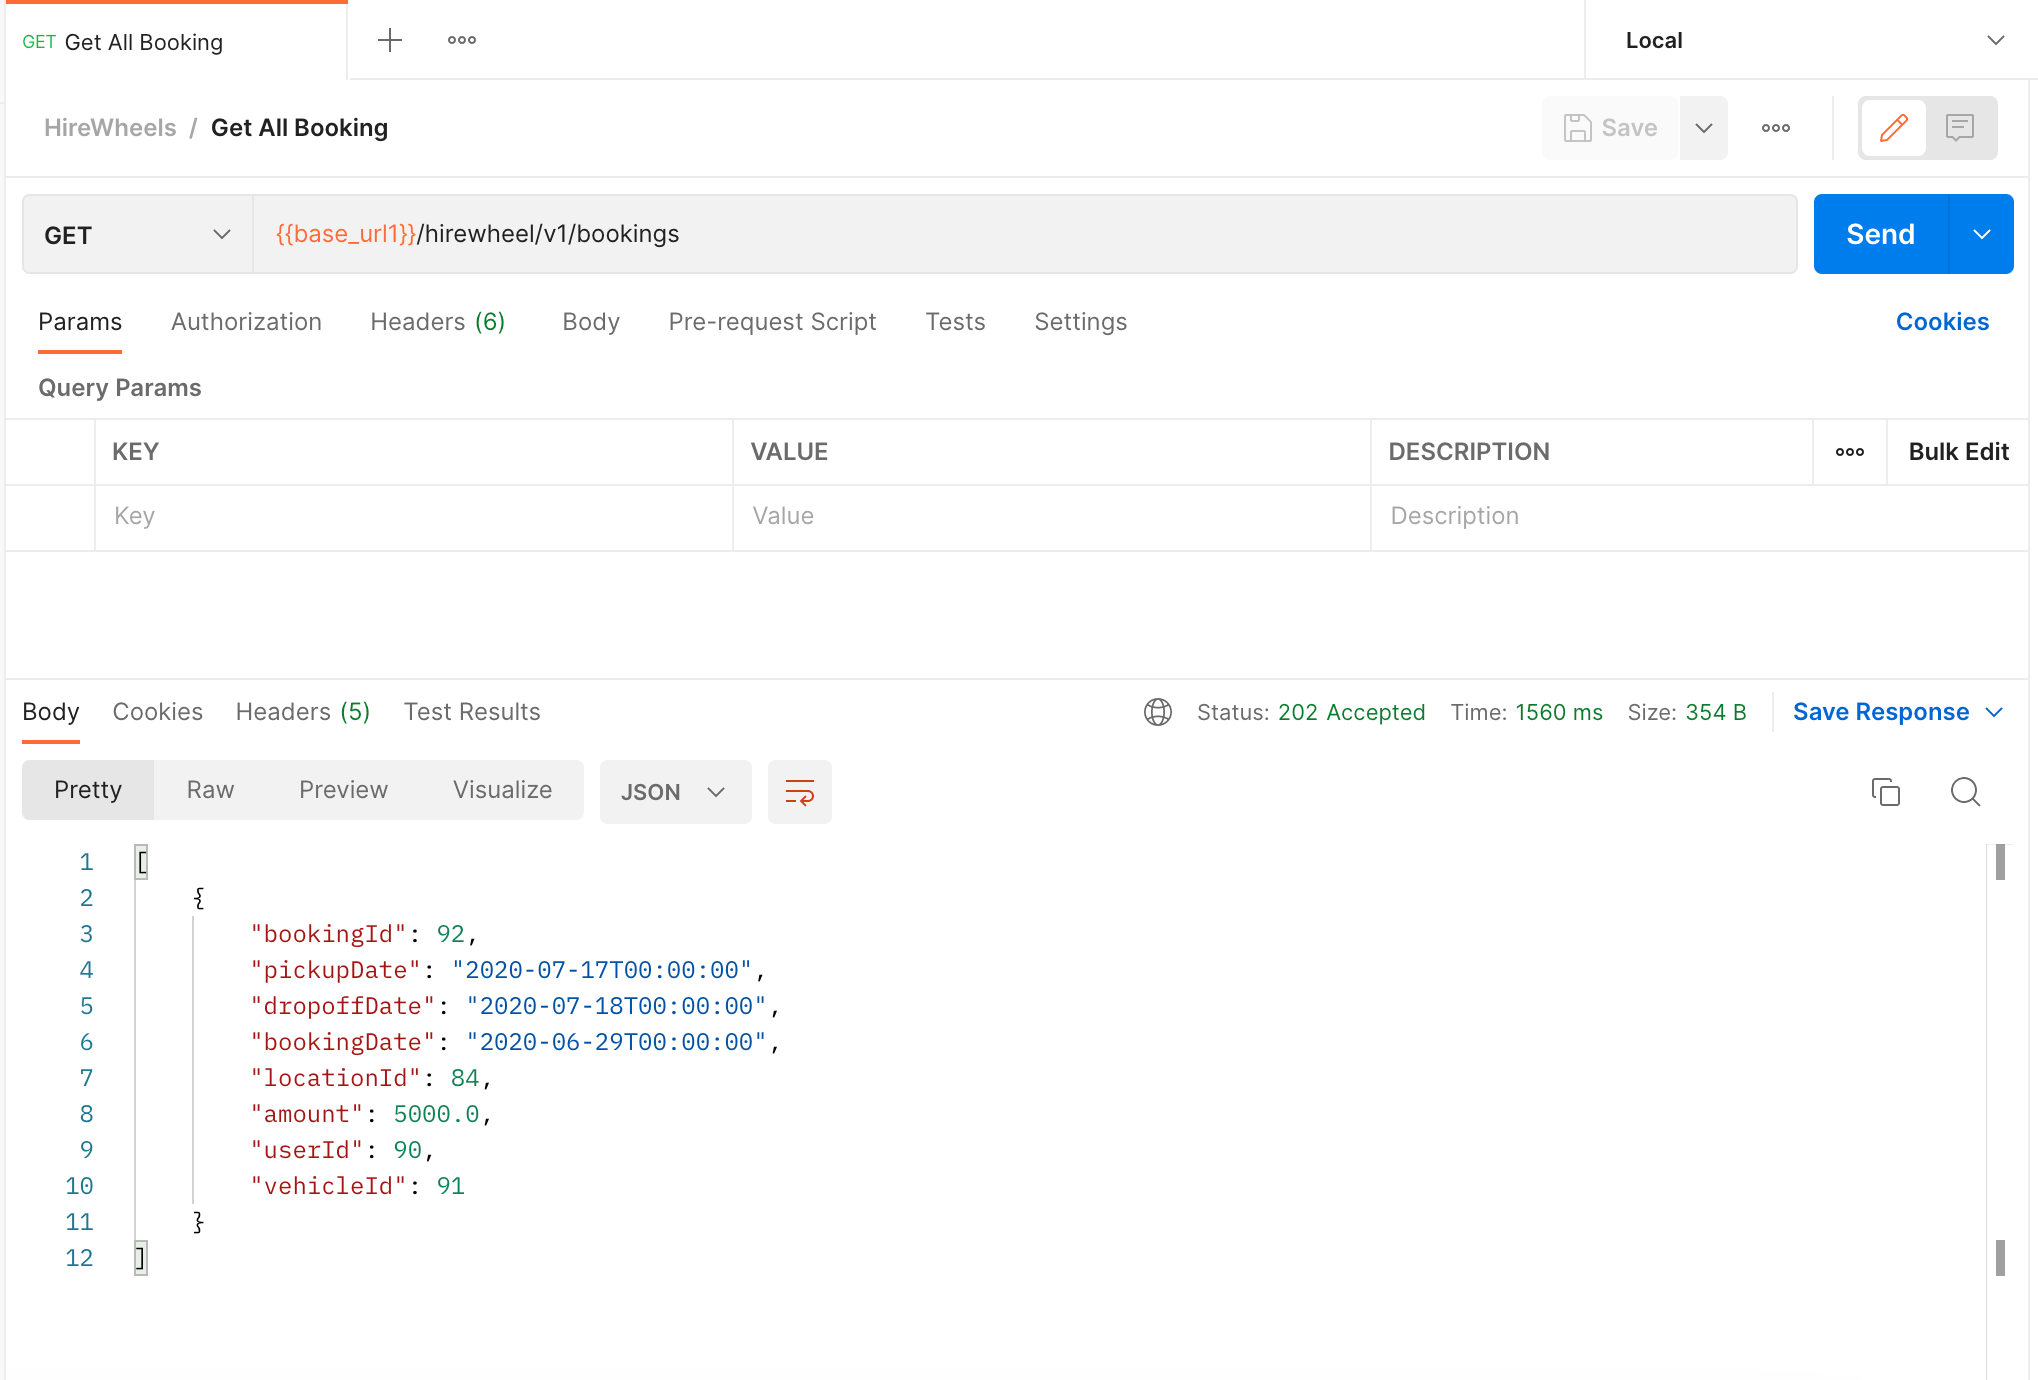 GET Get All Booking
Local
HireWheels / Get All Booking
Save
GET
{{base_url1}}/hirewheel/v1/bookings
Send
Params Authorization Headers (6) Body Pre-request Script Tests Settings Cookies
Query Params
KEY VALUE DESCRIPTION Bulk Edit
Key Value Description
Body Cookies Headers (5) Test Results Status: 202 Accepted Time: 1560 ms Size: 354 B Save Response
Pretty Raw Preview Visualize JSON
1 [
2 {
3 "bookingId": 92,
4 "pickupDate": "2020-07-17T00:00:00",
5 "dropoffDate": "2020-07-18T00:00:00",
6 "bookingDate": "2020-06-29T00:00:00",
7 "locationId": 84,
8 "amount": 5000.0,
9 "userId": 90,
10 "vehicleId": 91
11 }
12 ]